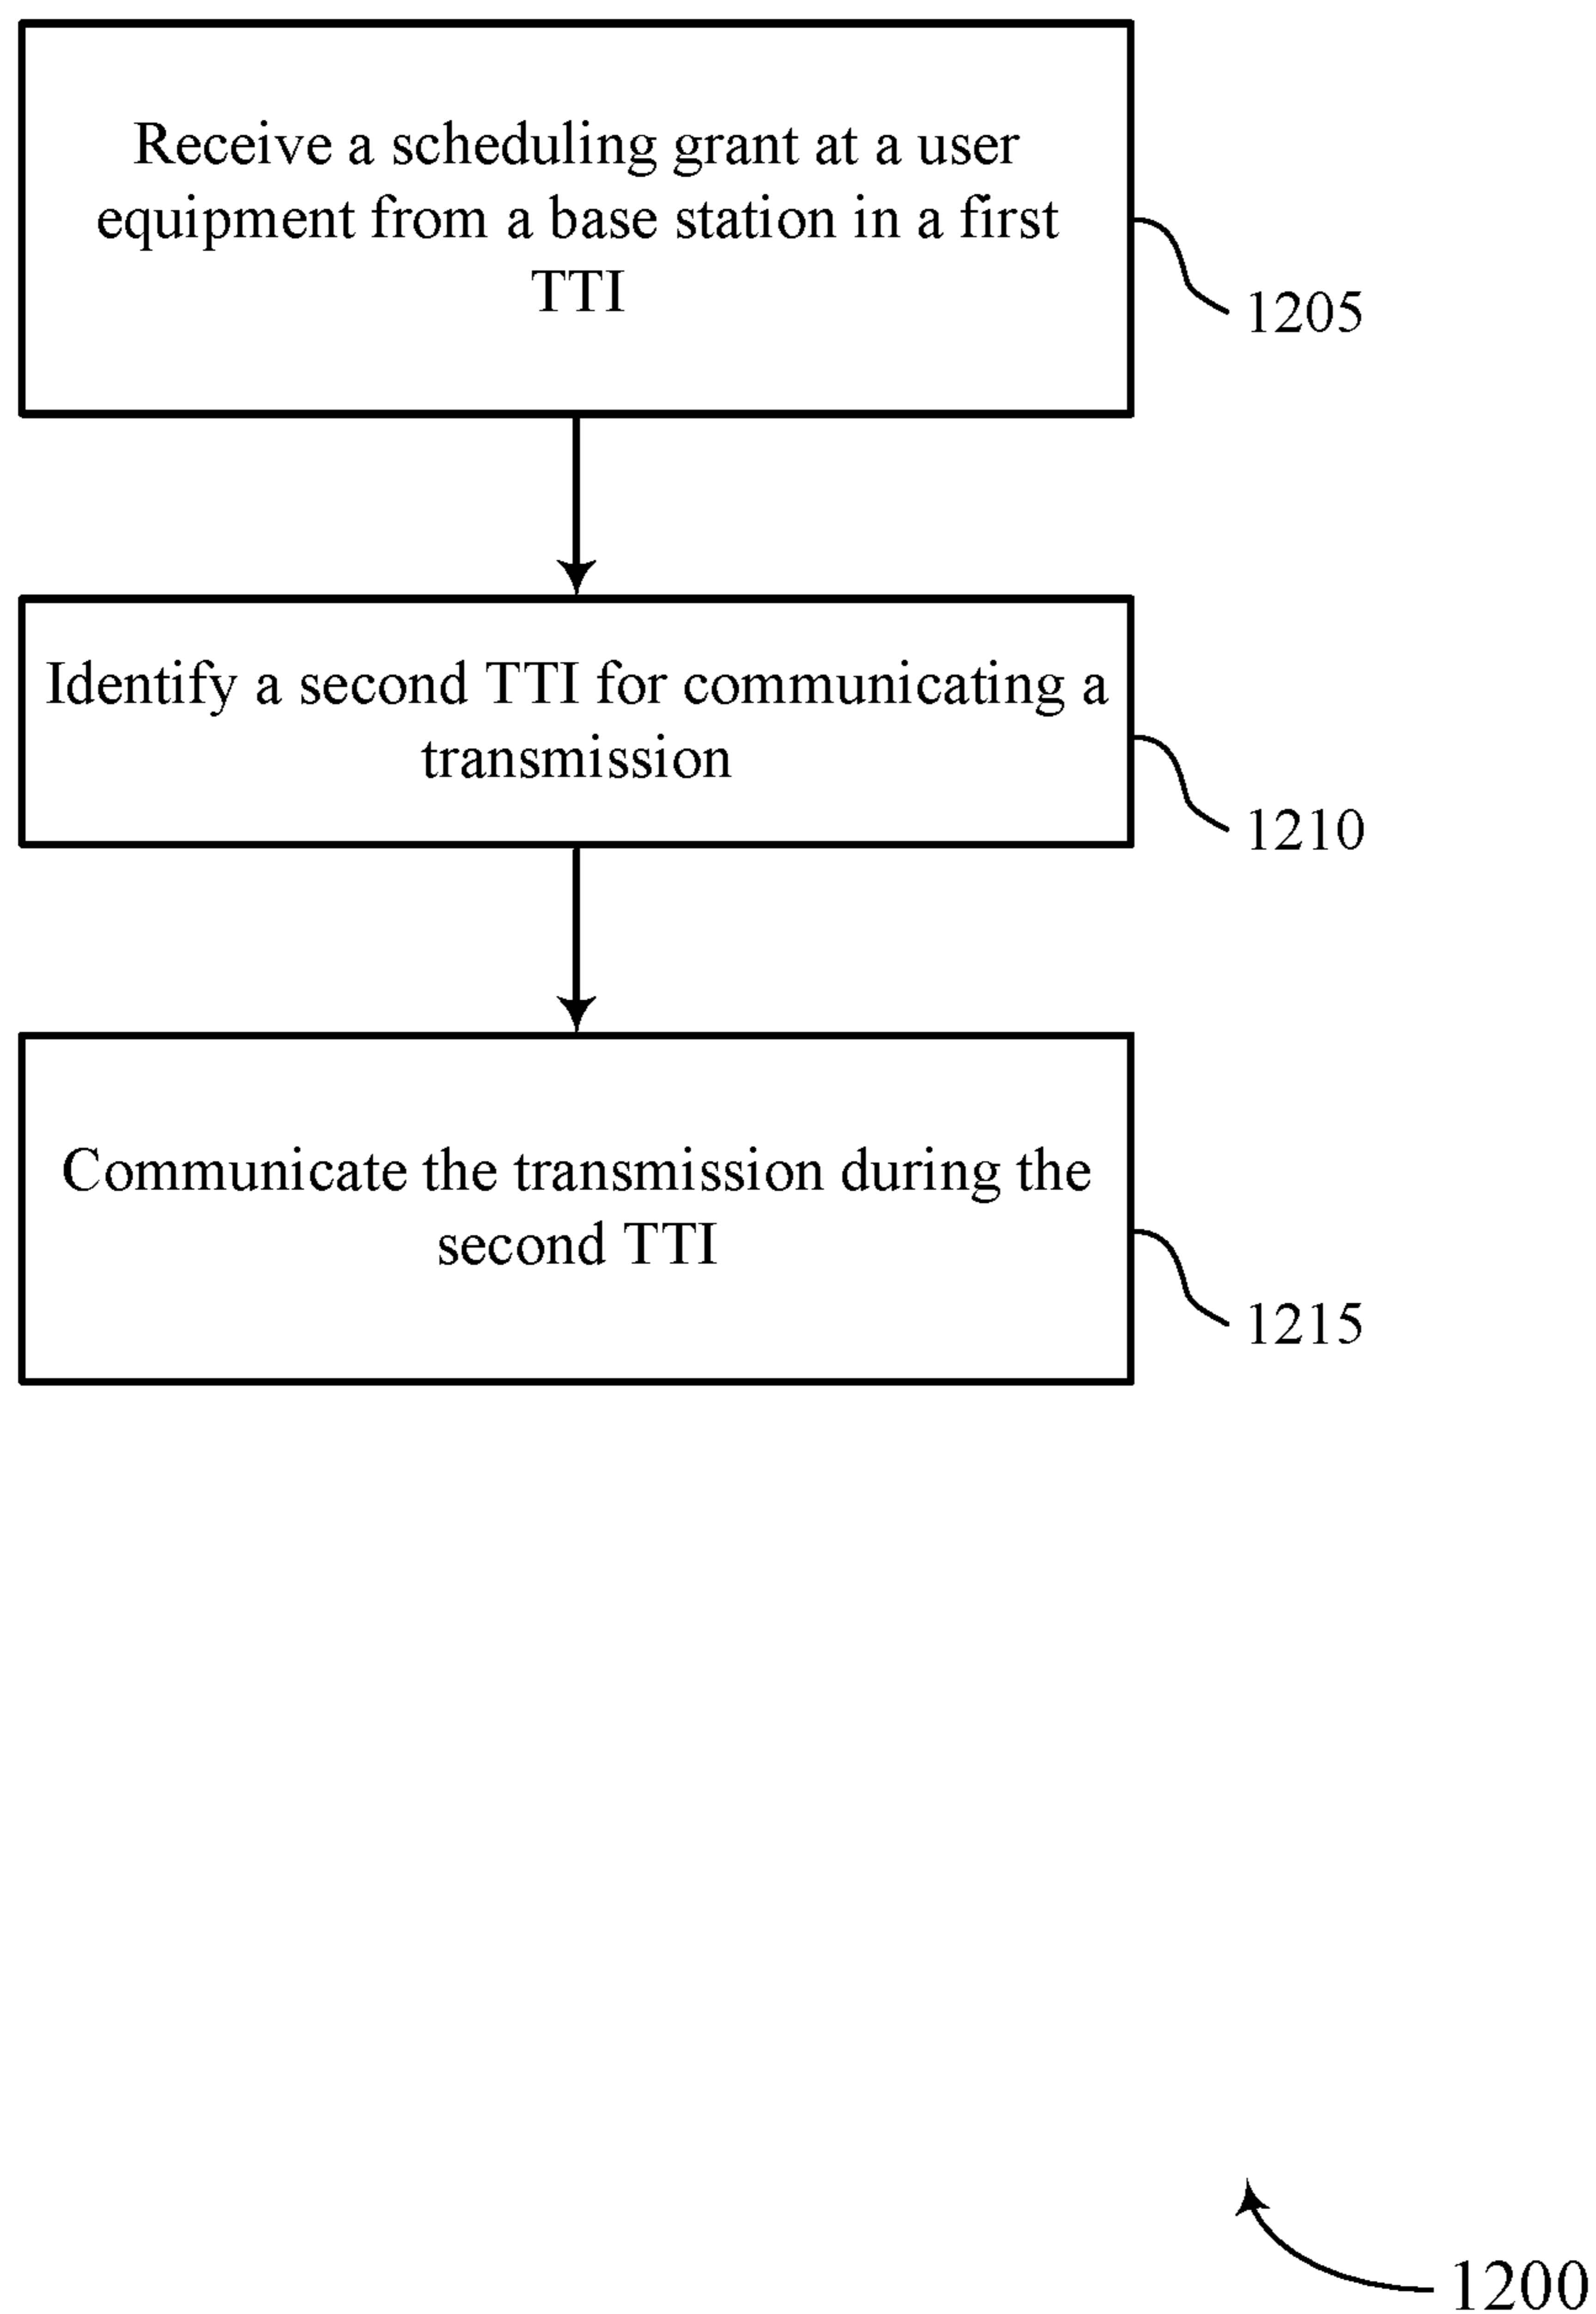 Receive a scheduling grant at a user
equipment from a base station in a first
TTI
1205
Identify a second TTI for communicating a
transmission
1210
Communicate the transmission during the
second TTI
1215
1200